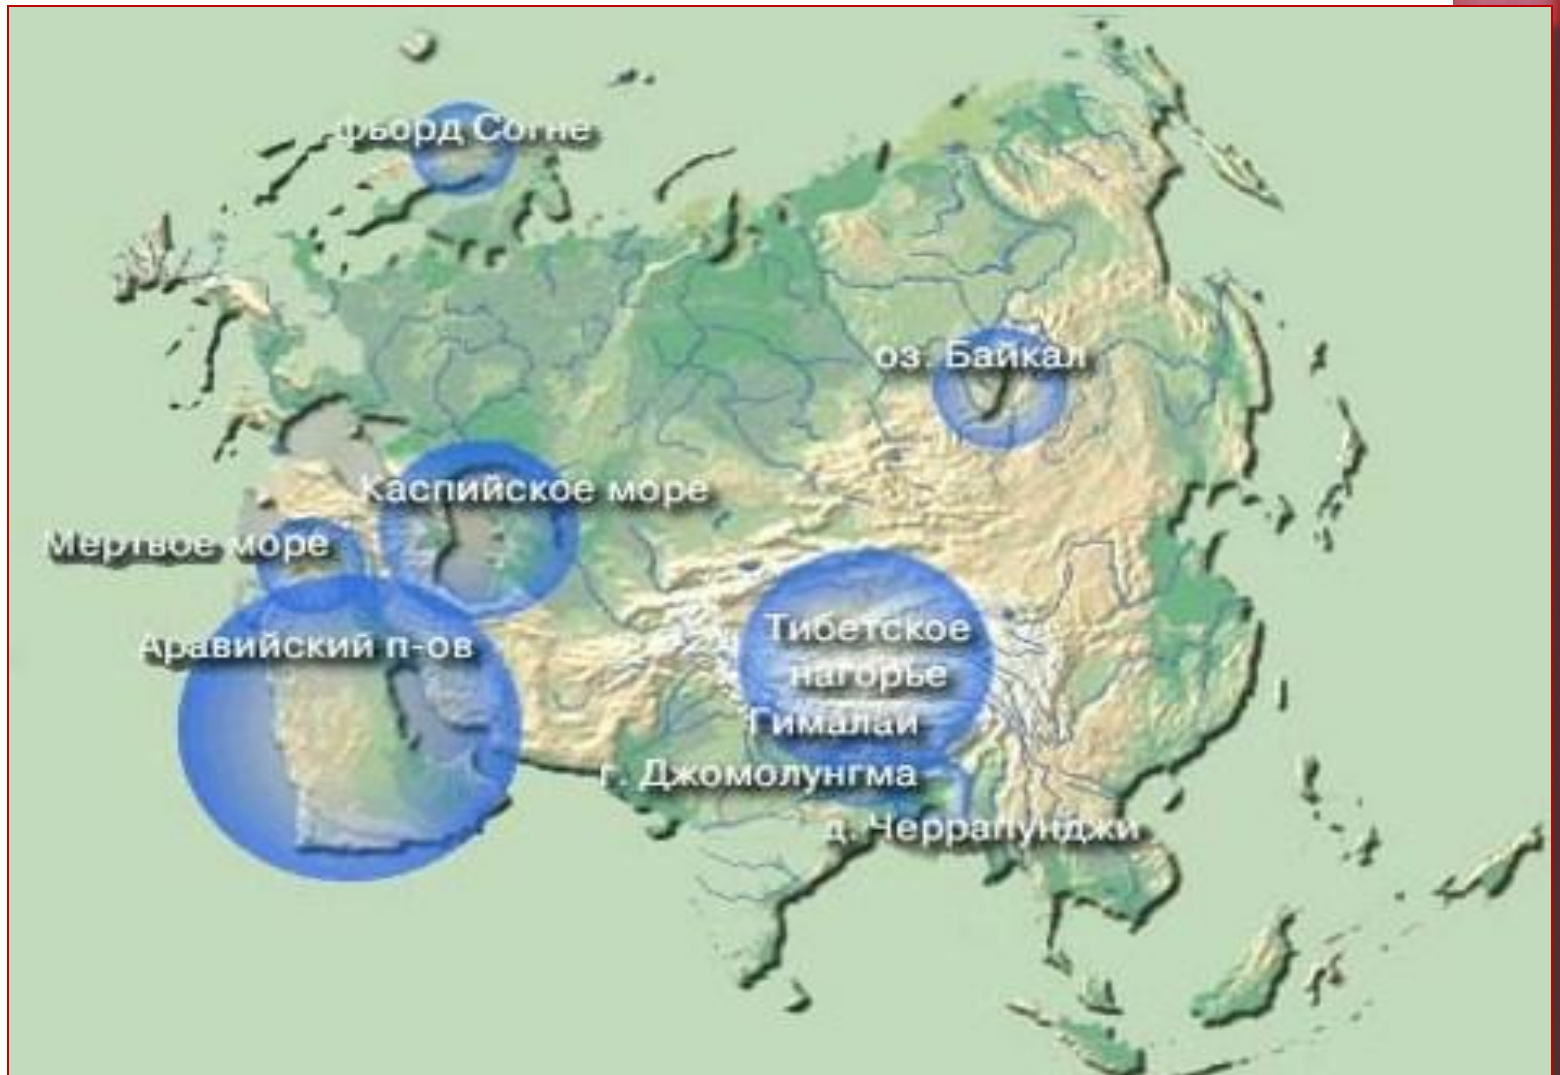 фьорд Согне
оз. Байкал
Каспийское море
Мертвое море
Тибетское
нагорье
Аравийский п-ов
Гималаи
г. Джомолунгма
д. Черрапунджи